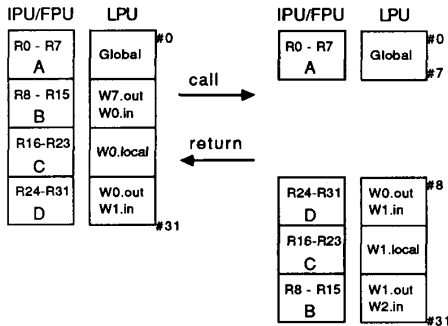 IPU/FPU LPU
R0 - R7
A
Global
#0
R8 - R15
B
W7.out
W0.in
R16-R23
C
W0.local
R24-R31
D
W0.out
W1.in
#31
call
return
IPU/FPU LPU
R0 - R7
A
Global
#0
#7
R24-R31
D
W0.out
W1.in
#8
R16-R23
C
W1.local
R8 - R15
B
W1.out
W2.in
#31